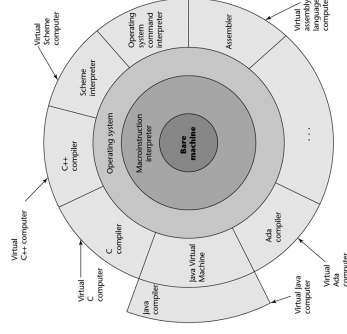 Virtual
Scheme
computer
Operating
system
command
interpreter
Assembler
Virtual
assembly
language
computer
Scheme
interpreter
Virtual
C++ computer
C++
compiler
Operating system
Macroinstruction
interpreter
Bare
machine
. . .
Virtual
C
computer
C
compiler
Java
compiler
Java Virtual
Machine
Ada
compiler
Virtual Java
computer
Virtual
Ada
computer